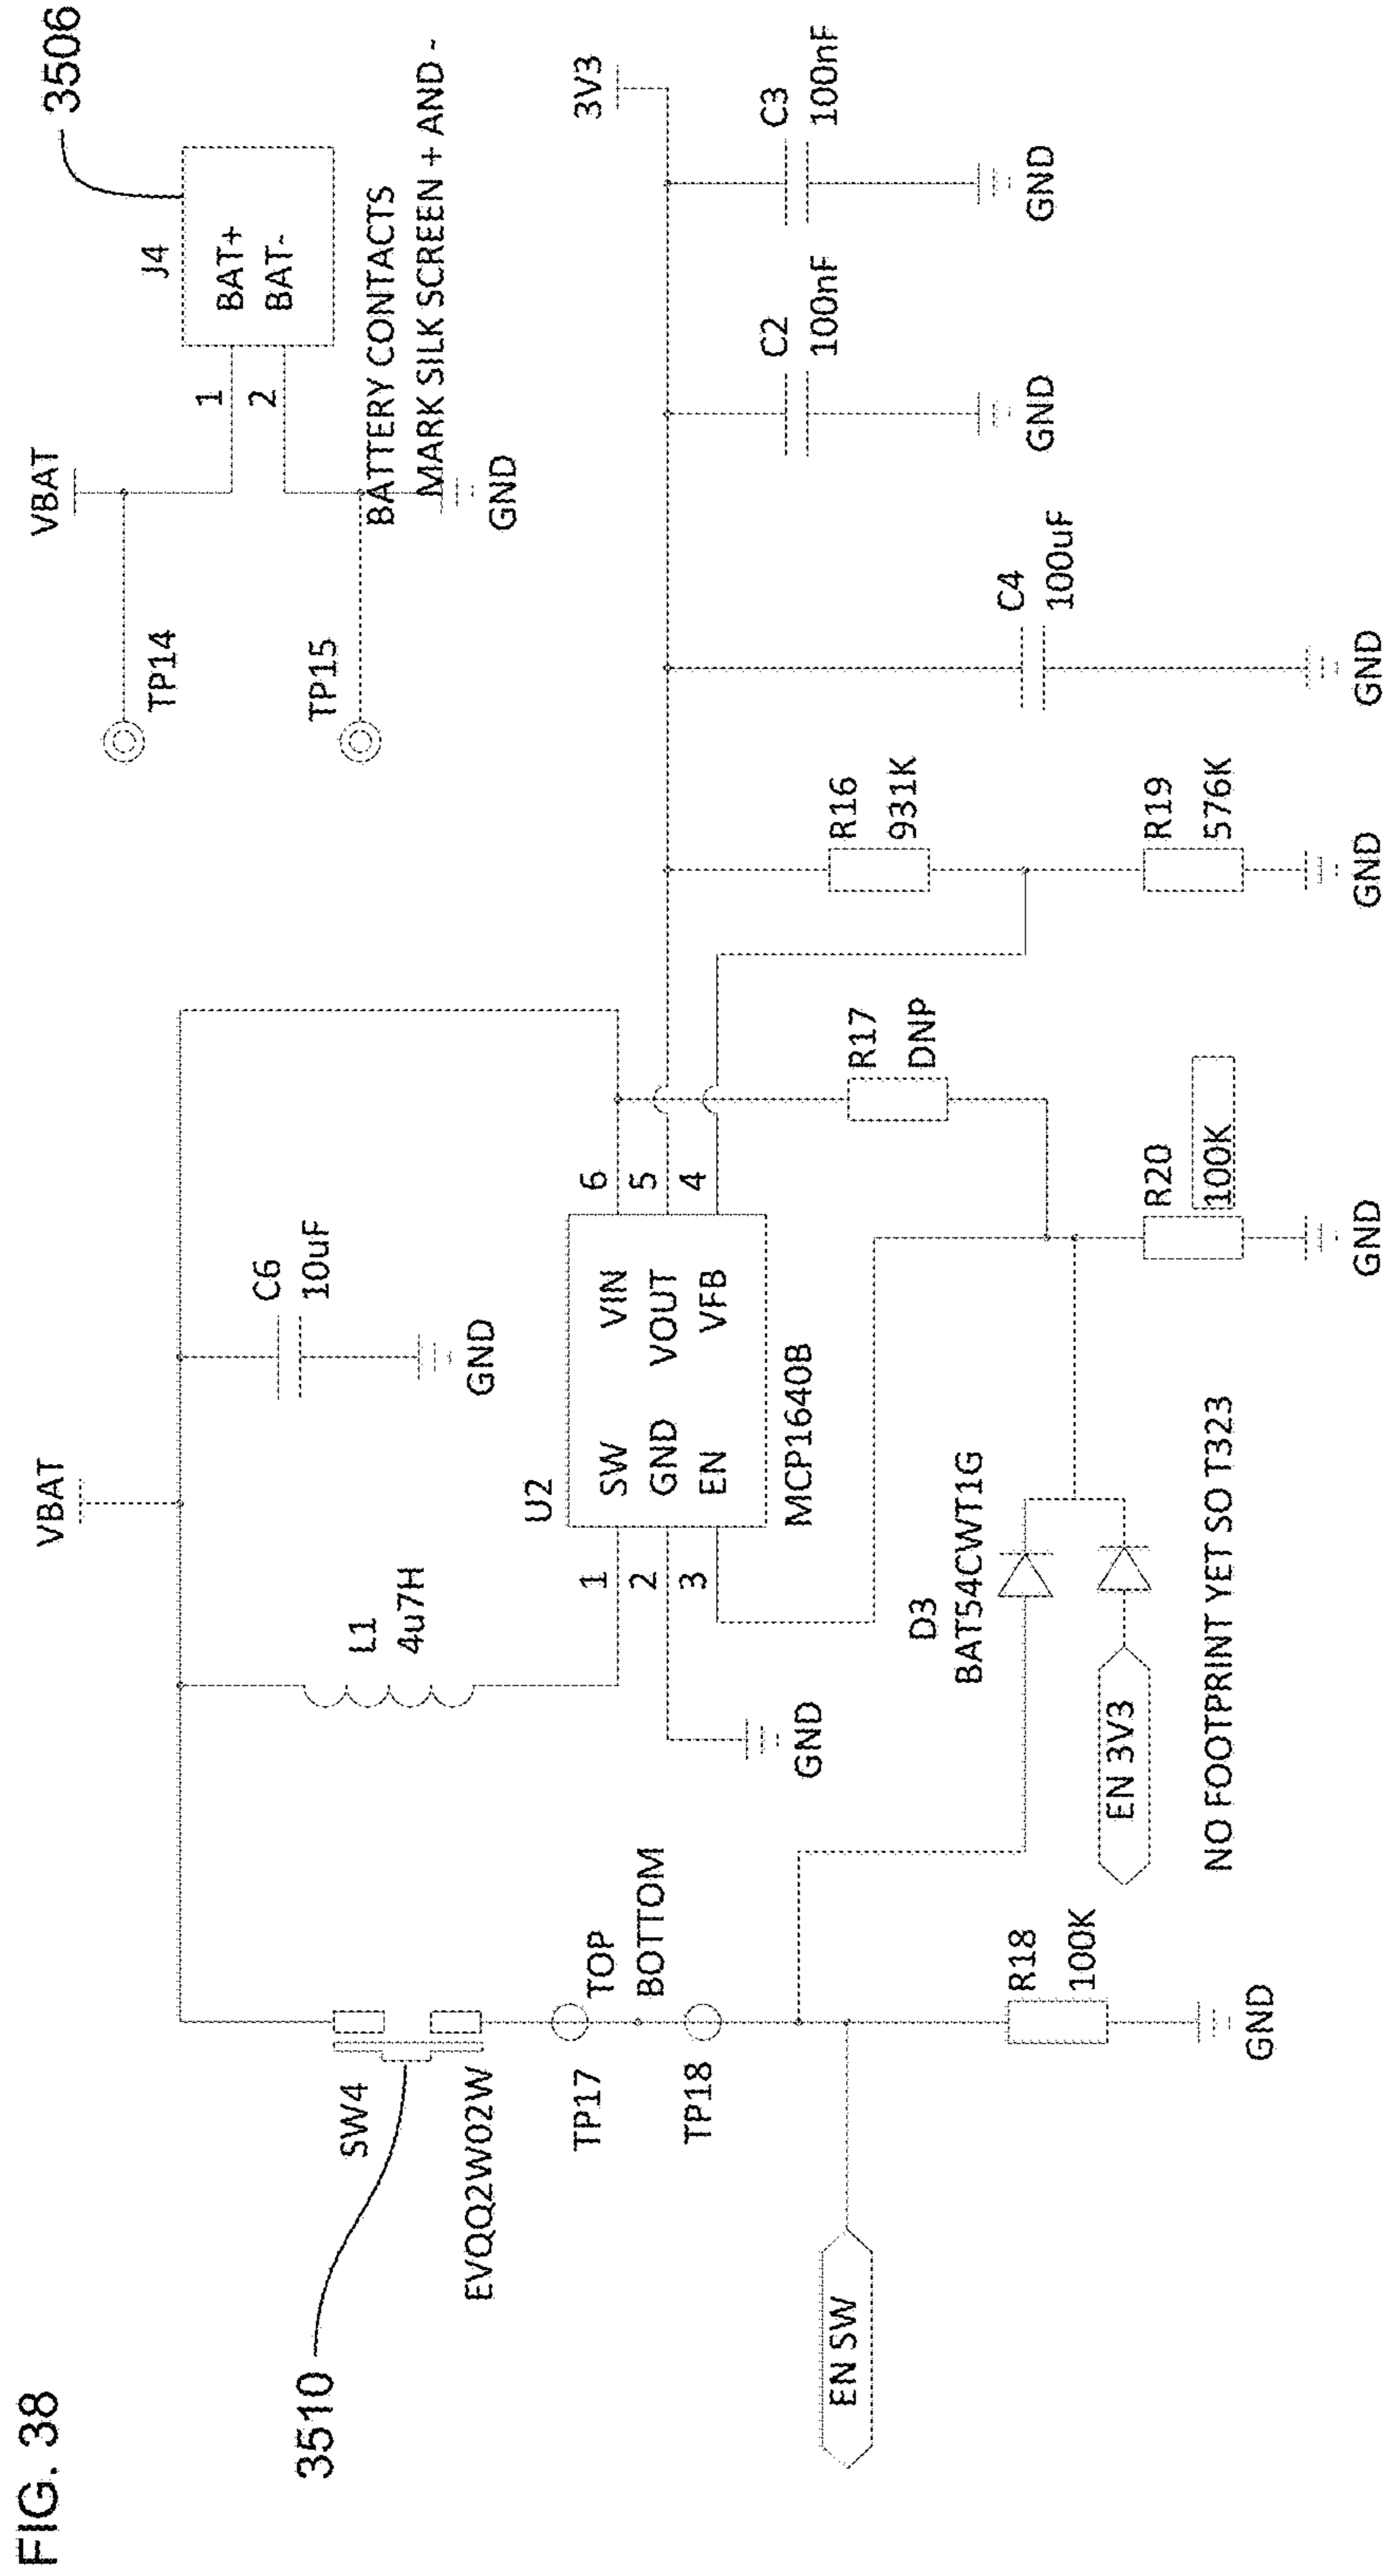 FIG. 38
3510
SW4
EVQQ2W02W
TP17
TOP
BOTTOM
TP18
EN SW
R18
100K
GND
VBAT
L1
4u7H
C6
10uF
GND
U2
1
2
3
SW
GND
EN
VIN
VOUT
VFB
6
5
4
MCP1640B
GND
D3
BAT54CWT1G
EN 3V3
NO FOOTPRINT YET SO T323
R17
DNP
R20
100K
GND
R16
931K
R19
576K
GND
C4
100uF
GND
C2
100nF
GND
C3
100nF
GND
3V3
VBAT
TP14
TP15
1
2
J4
BAT+
BAT-
3506
BATTERY CONTACTS
MARK SILK SCREEN + AND -
GND